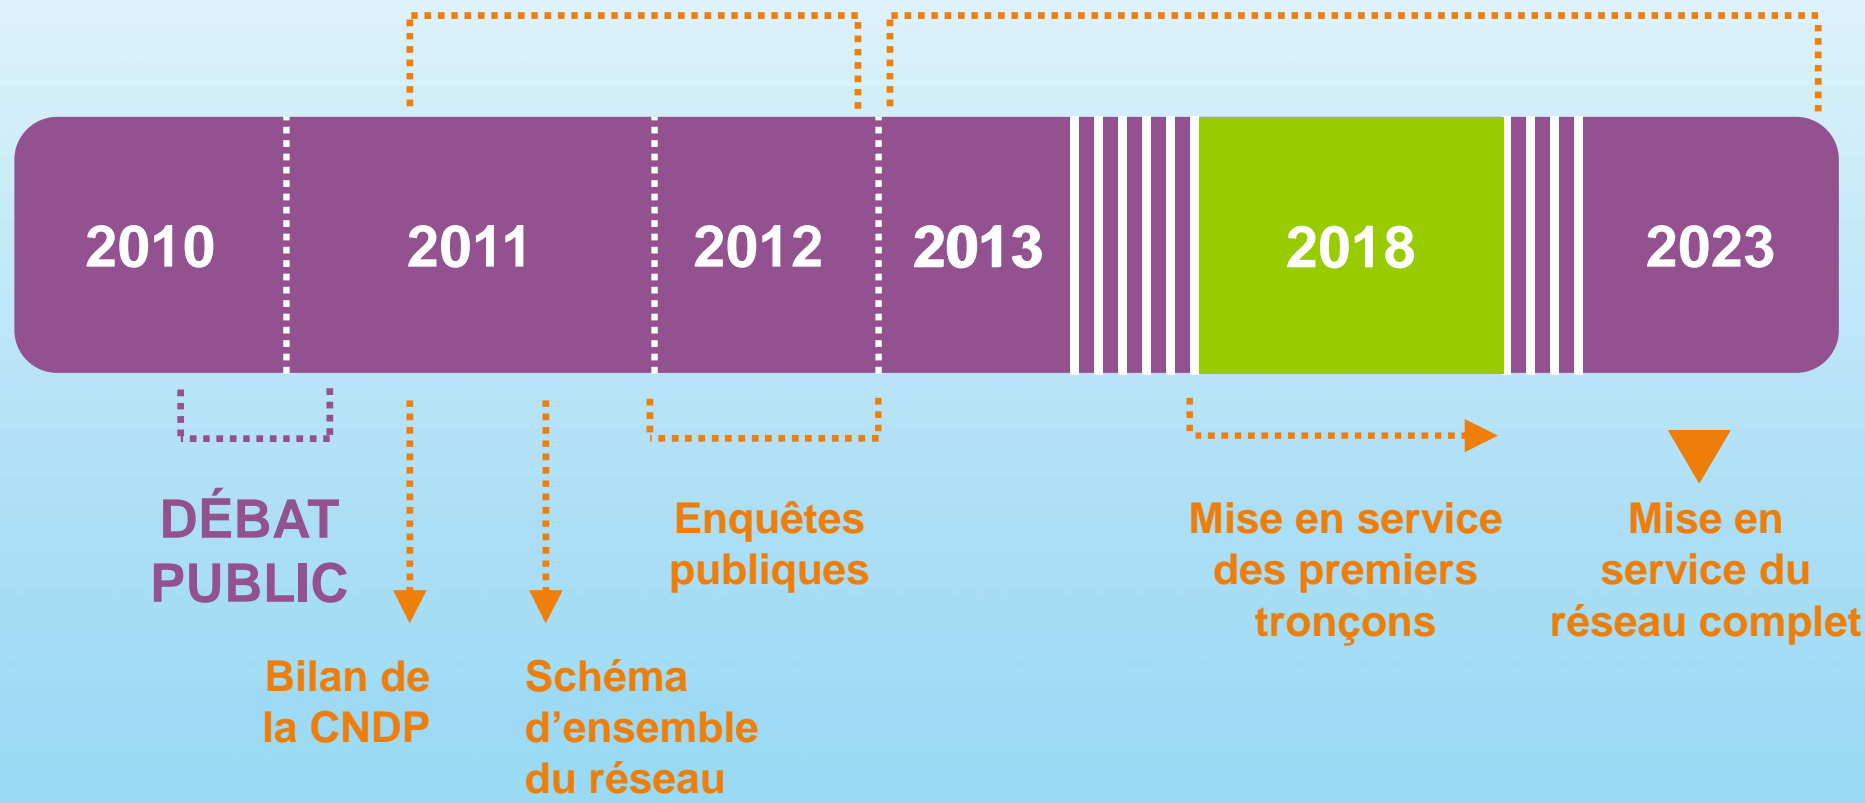 2010
2011
2012
2013
2018
2023
DÉBAT
PUBLIC
Bilan de
la CNDP
Schéma
d’ensemble
du réseau
Enquêtes
publiques
Mise en service
des premiers
tronçons
Mise en
service du
réseau complet